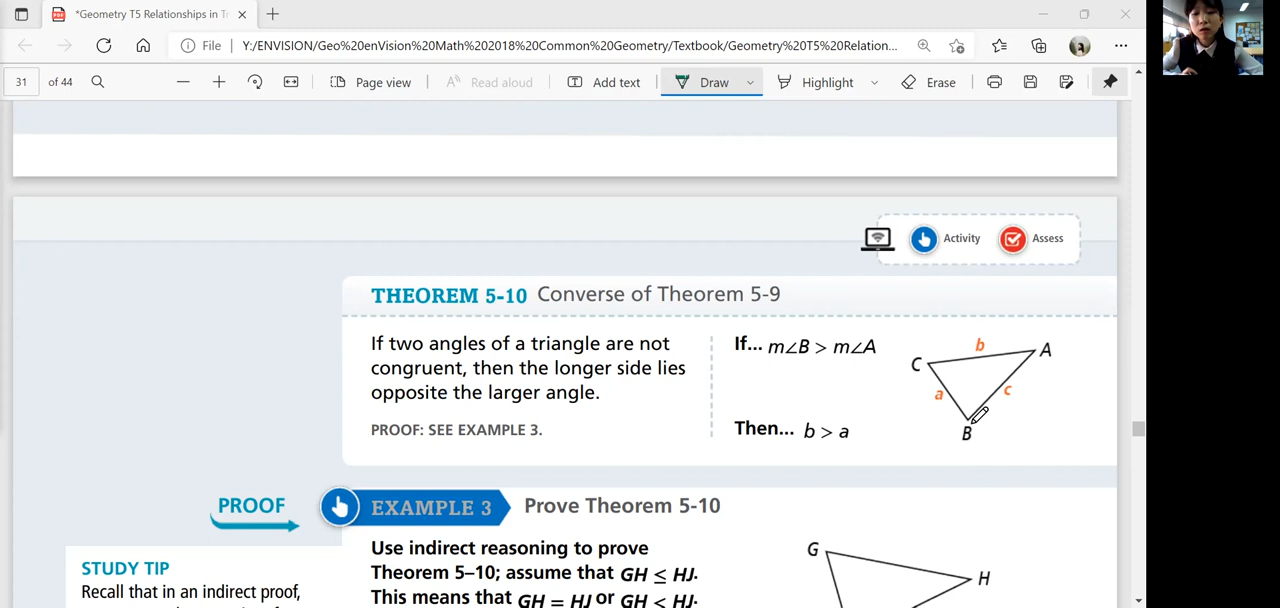 *Geometry T5 Relationships in Tr
File
Y:/ENVISION/Geo%20enVision%20Math%202018%20Common%20Geometry/Textbook/Geometry%20T5%20Relation...
31
of 44
Page view
Read aloud
Add text
Draw
Highlight
Erase
Activity
Assess
THEOREM 5-10 Converse of Theorem 5-9
If two angles of a triangle are not
congruent, then the longer side lies
opposite the larger angle.
PROOF: SEE EXAMPLE 3.
If... m∠B > m∠A
Then... b > a
C
b
A
a
c
B
PROOF
EXAMPLE 3 Prove Theorem 5-10
Use indirect reasoning to prove
Theorem 5–10; assume that GH ≤ HJ.
This means that GH = HJ or GH < HJ.
G
H
STUDY TIP
Recall that in an indirect proof,